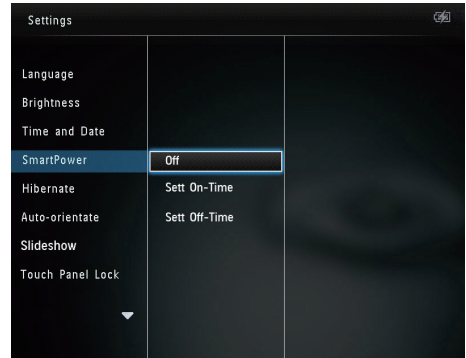 Settings
Language
Brightness
Time and Date
SmartPower
Off
Hibernate
Sett On-Time
Auto-orientate
Sett Off-Time
Slideshow
Touch Panel Lock